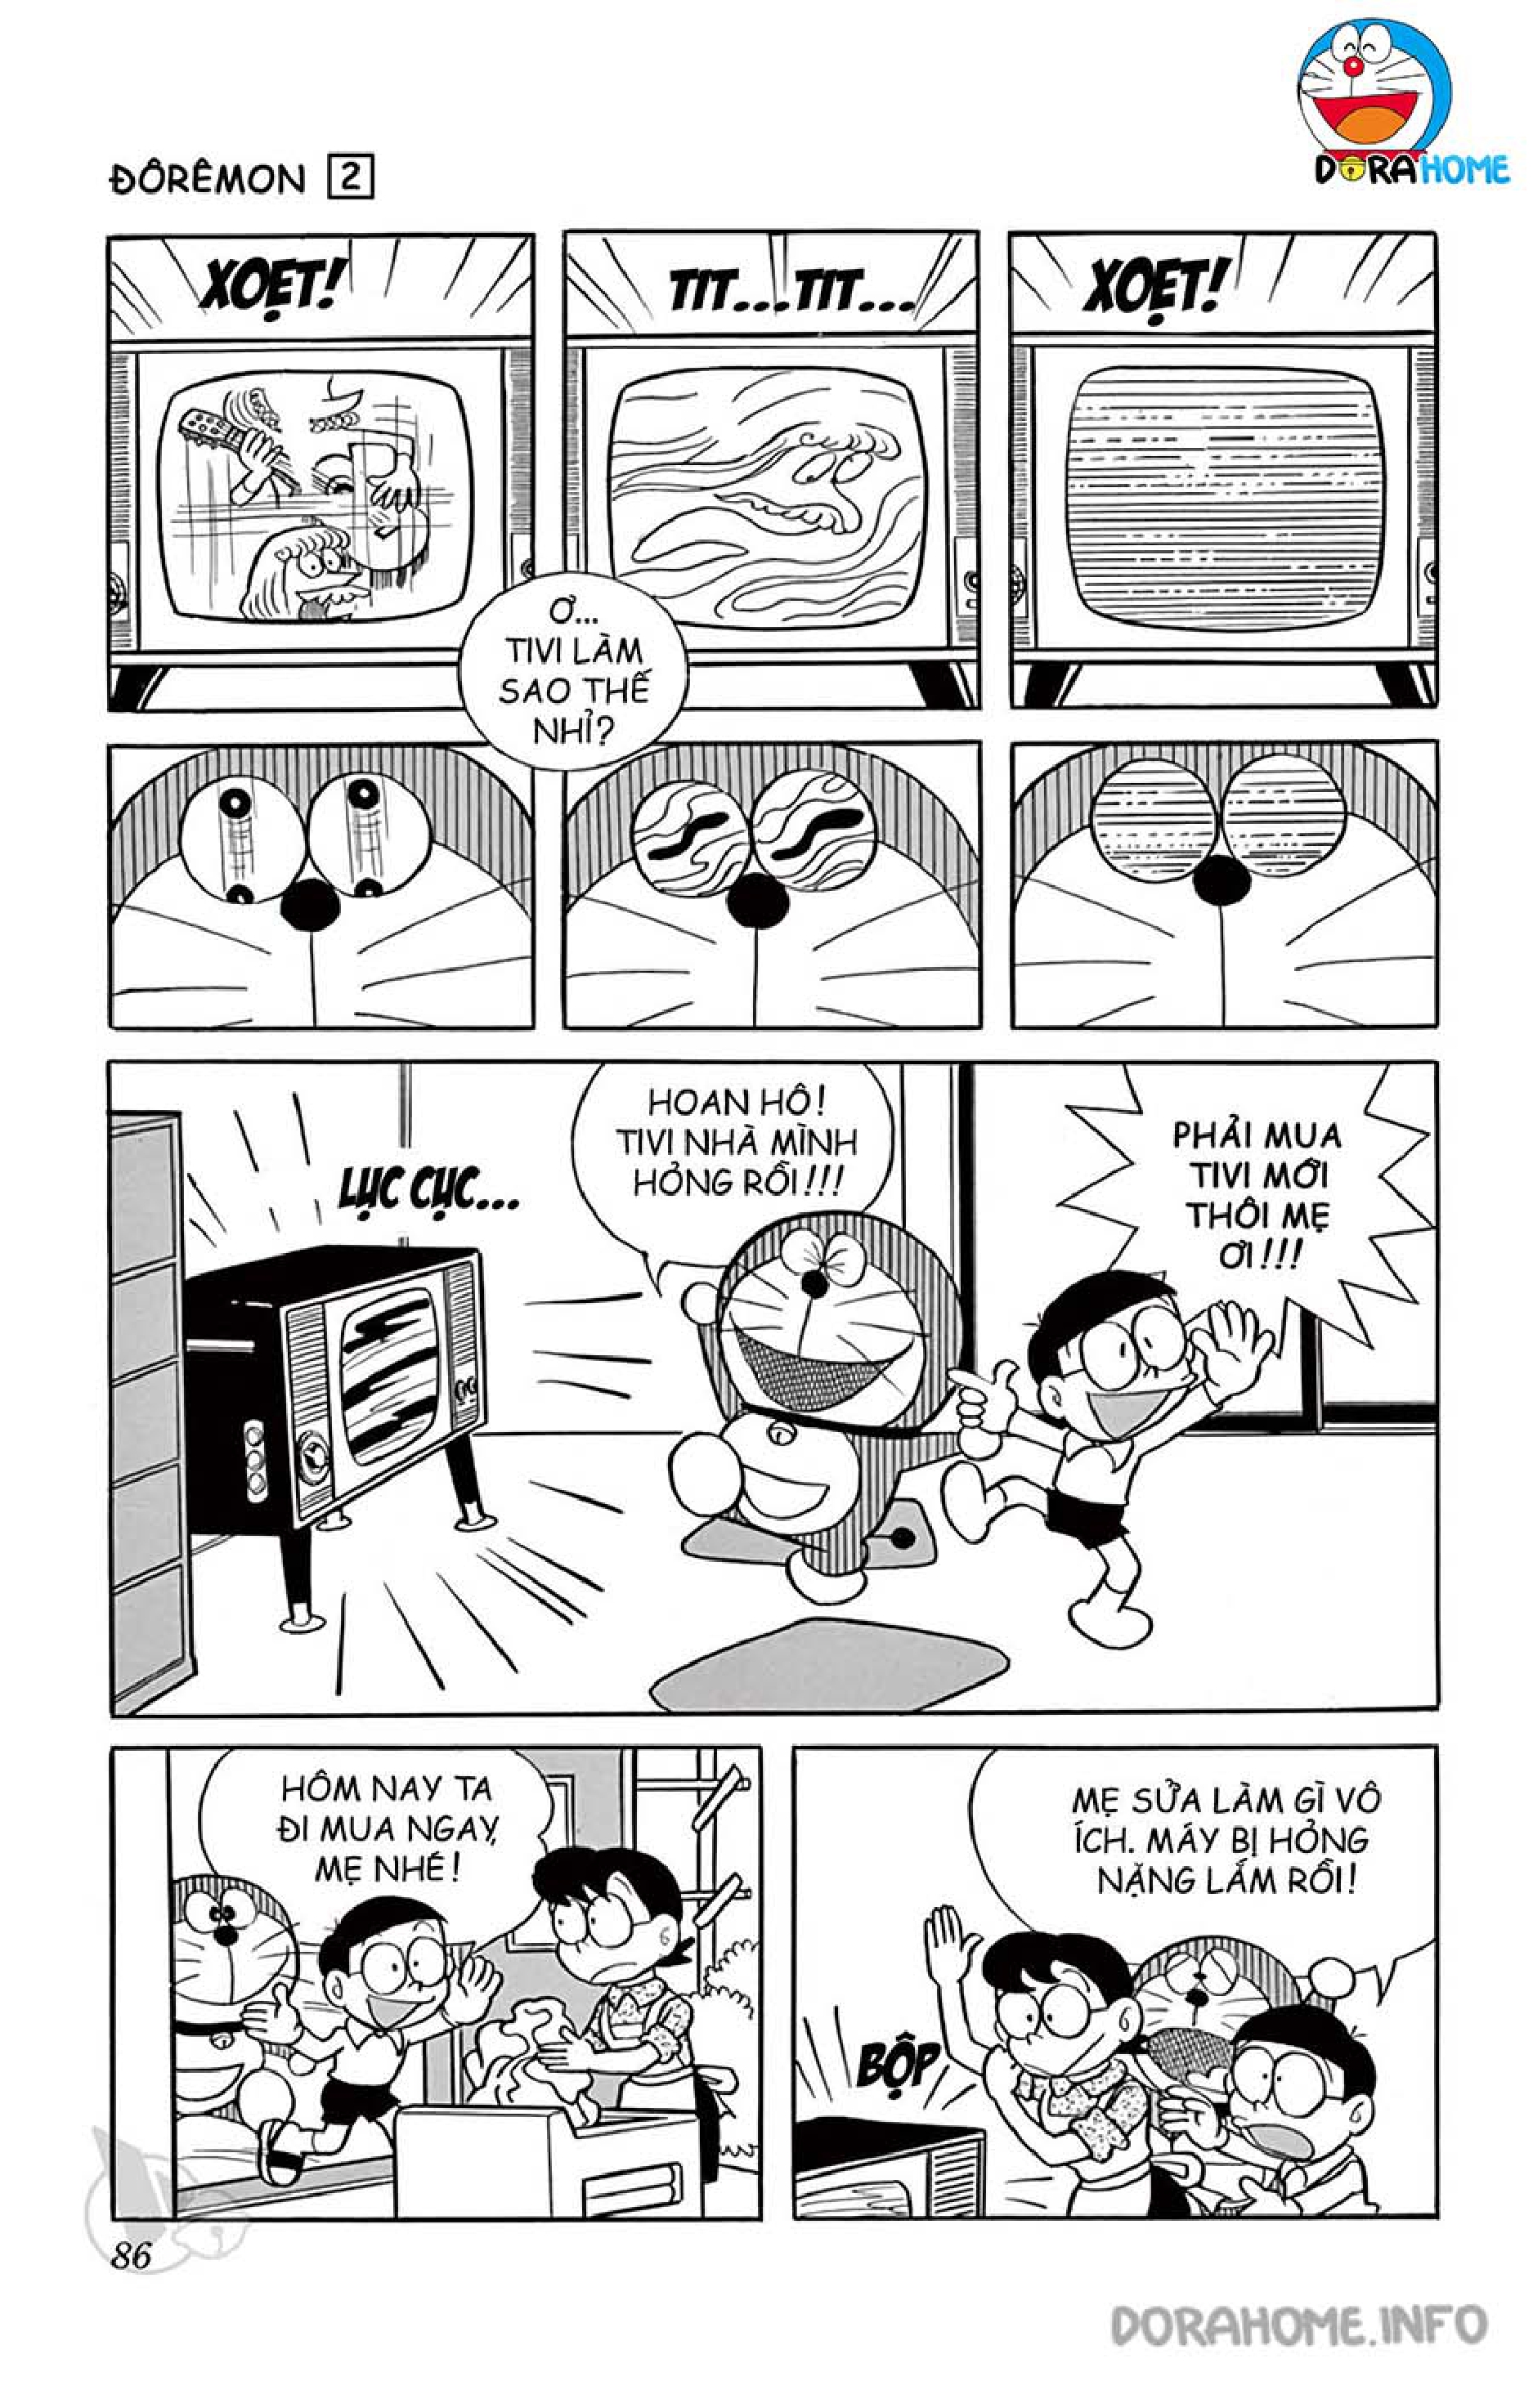 DORAHOME
ĐÔRÊMON 2
XOẸT!
TIT...TIT...
XOẸT!
Ơ...
TIVI LÀM
SAO THẾ
NHỈ?
HOAN HÔ!
TIVI NHÀ MÌNH
HỎNG RỒI!!!
PHẢI MUA
TIVI MỚI
THÔI MẸ
ƠI!!!
LỤC CỤC...
HÔM NAY TA
ĐI MUA NGAY,
MẸ NHÉ!
MẸ SỬA LÀM GÌ VÔ
ÍCH. MÁY BỊ HỎNG
NẶNG LẮM RỒI!
BỘP
86
DORAHOME.INFO